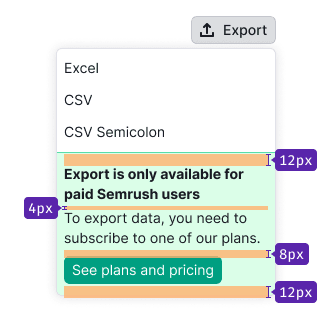 Export
Excel
CSV
CSV Semicolon
12px
Export is only available for
paid Semrush users
4px
To export data, you need to
subscribe to one of our plans.
8px
See plans and pricing
12px